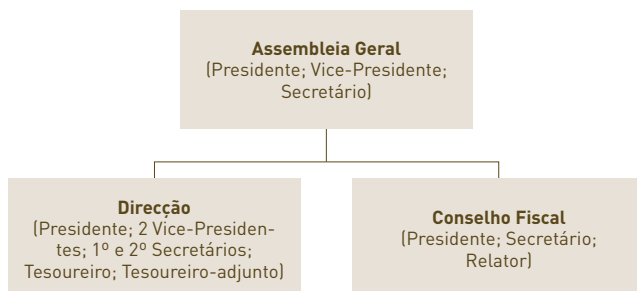 Assembleia Geral
(Presidente; Vice-Presidente;
Secretário)
Direcção
(Presidente; 2 Vice-Presiden-
tes; 1º e 2º Secretários;
Tesoureiro; Tesoureiro-adjunto)
Conselho Fiscal
(Presidente; Secretário;
Relator)